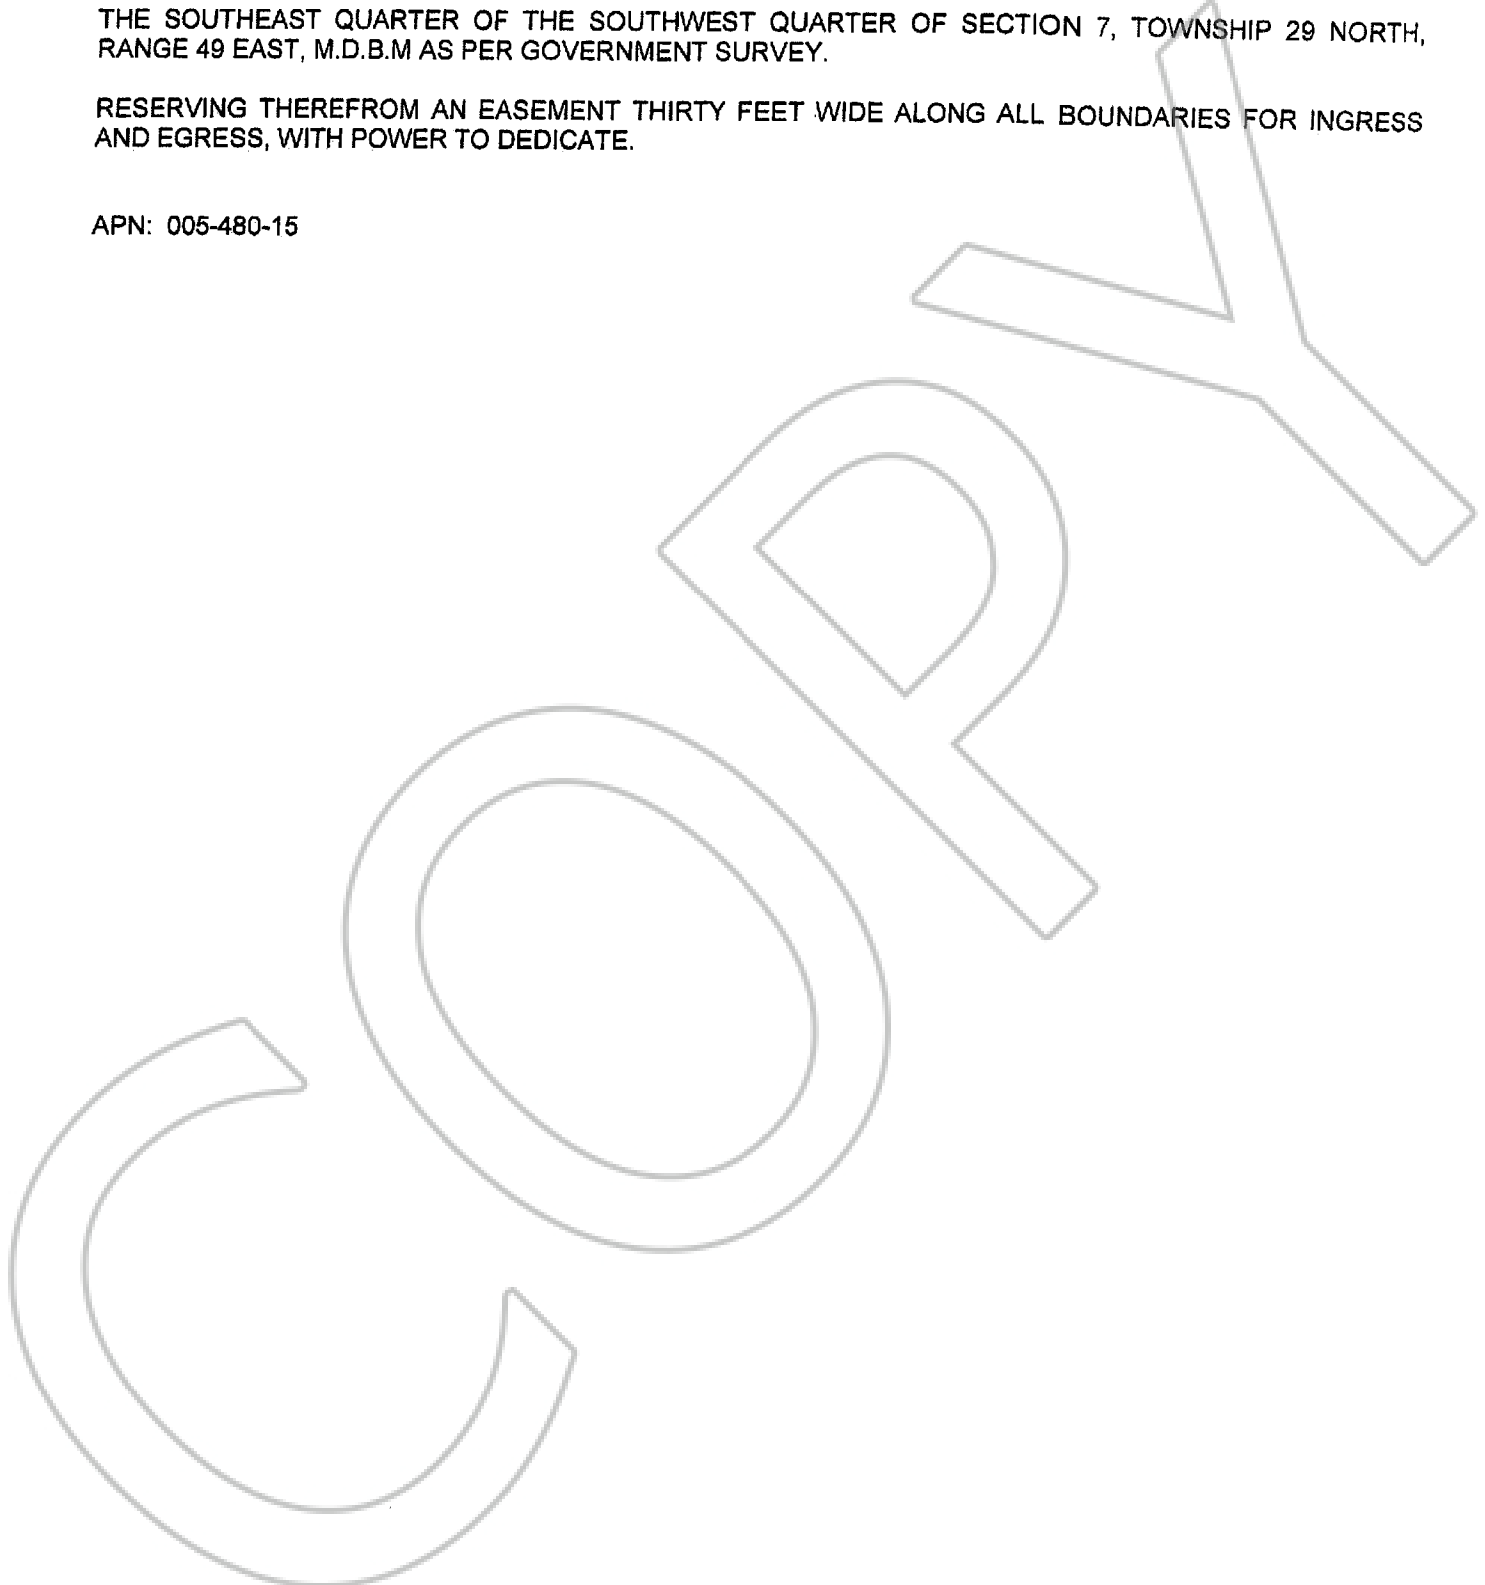 THE SOUTHEAST QUARTER OF THE SOUTHWEST QUARTER OF SECTION 7, TOWNSHIP 29 NORTH,
RANGE 49 EAST, M.D.B.M AS PER GOVERNMENT SURVEY.
RESERVING THEREFROM AN EASEMENT THIRTY FEET WIDE ALONG ALL BOUNDARIES FOR INGRESS
AND EGRESS, WITH POWER TO DEDICATE.
APN: 005-480-15
COPY